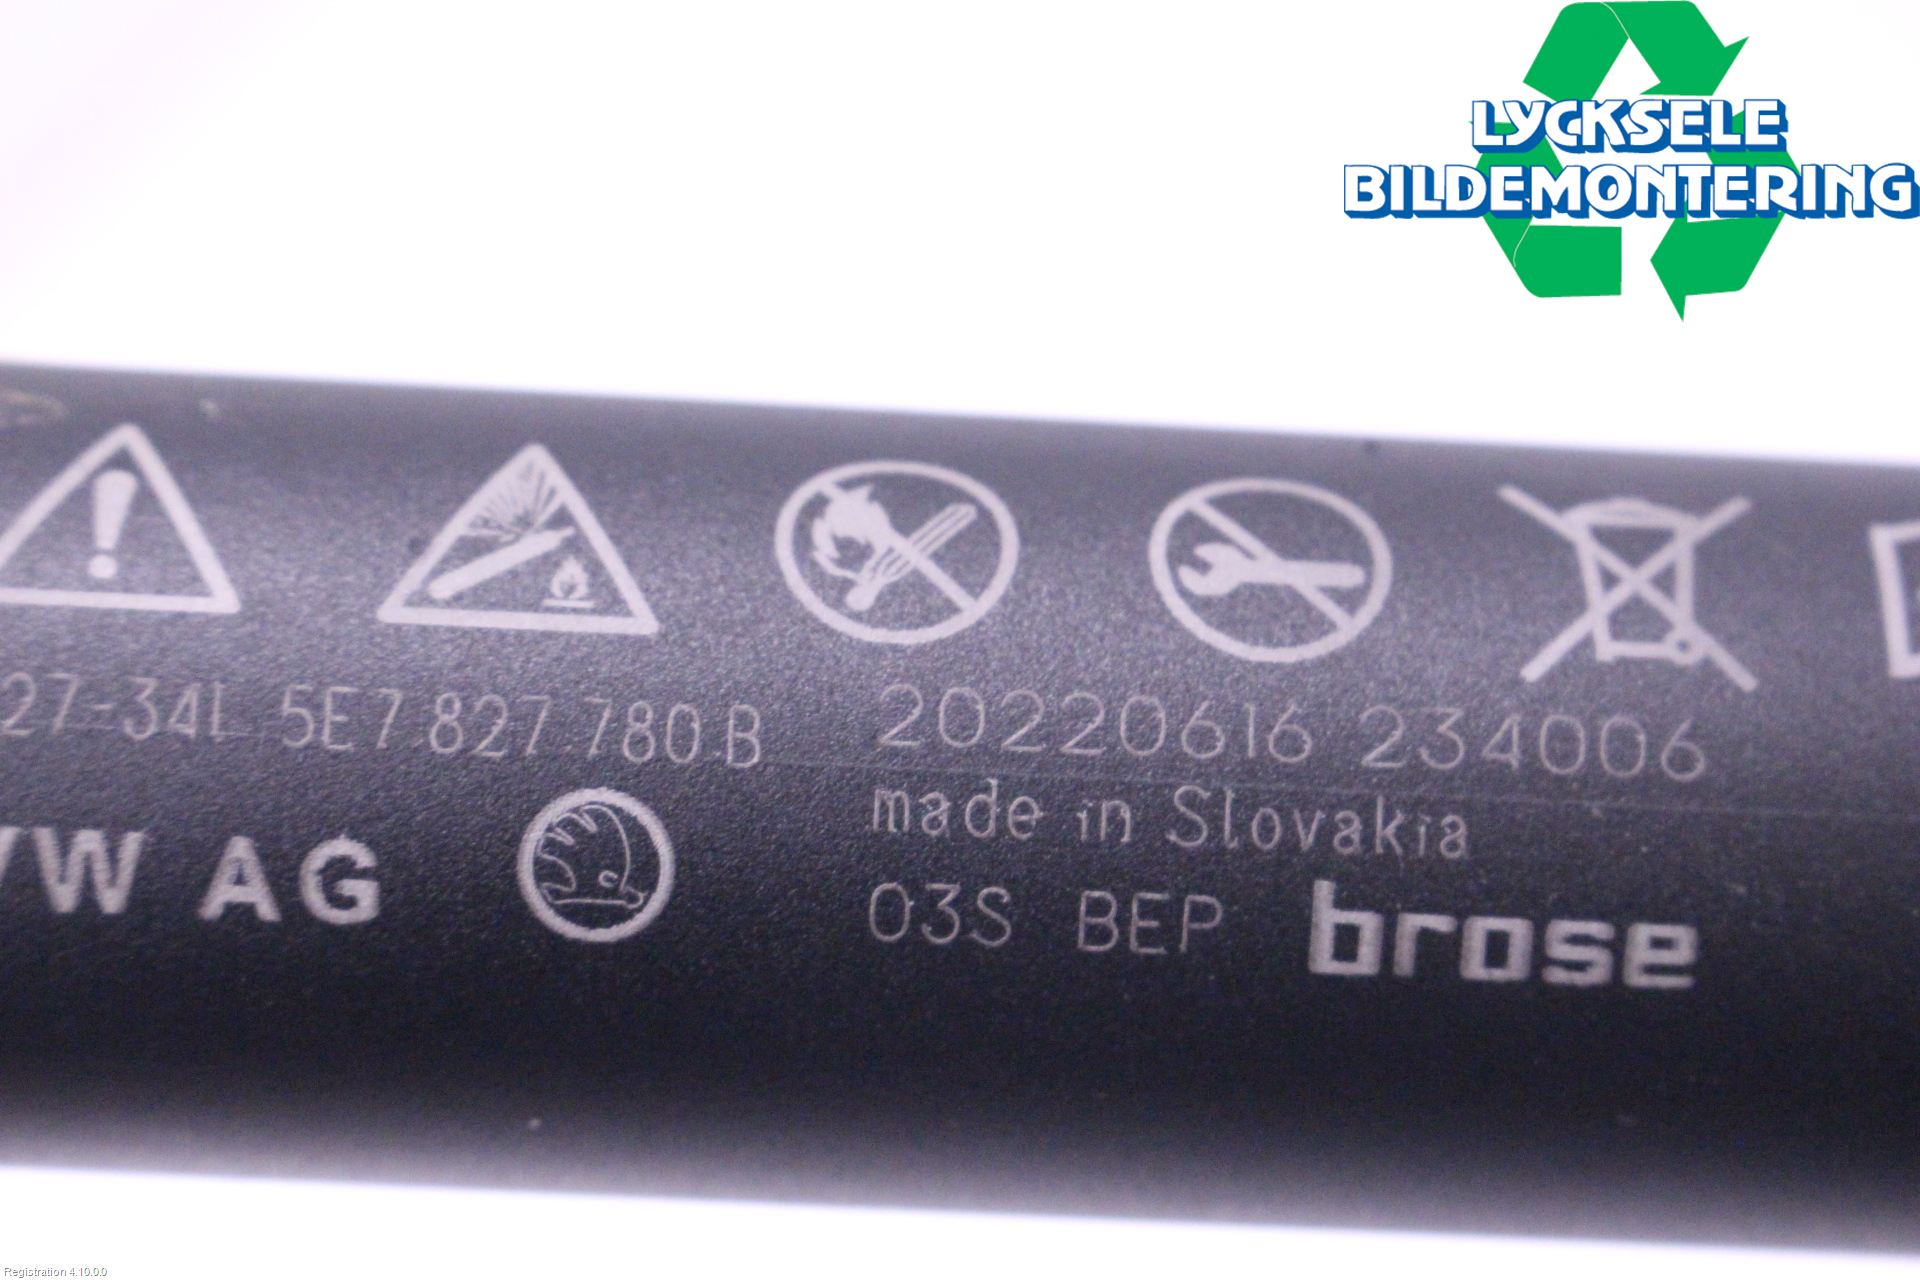 LYCKSELE
BILDEMONTERING
27-34L 5E7.827.780.B
20220616 234006
made in Slovakia
VW AG
03S BEP brose
Registration 4.10.0.0